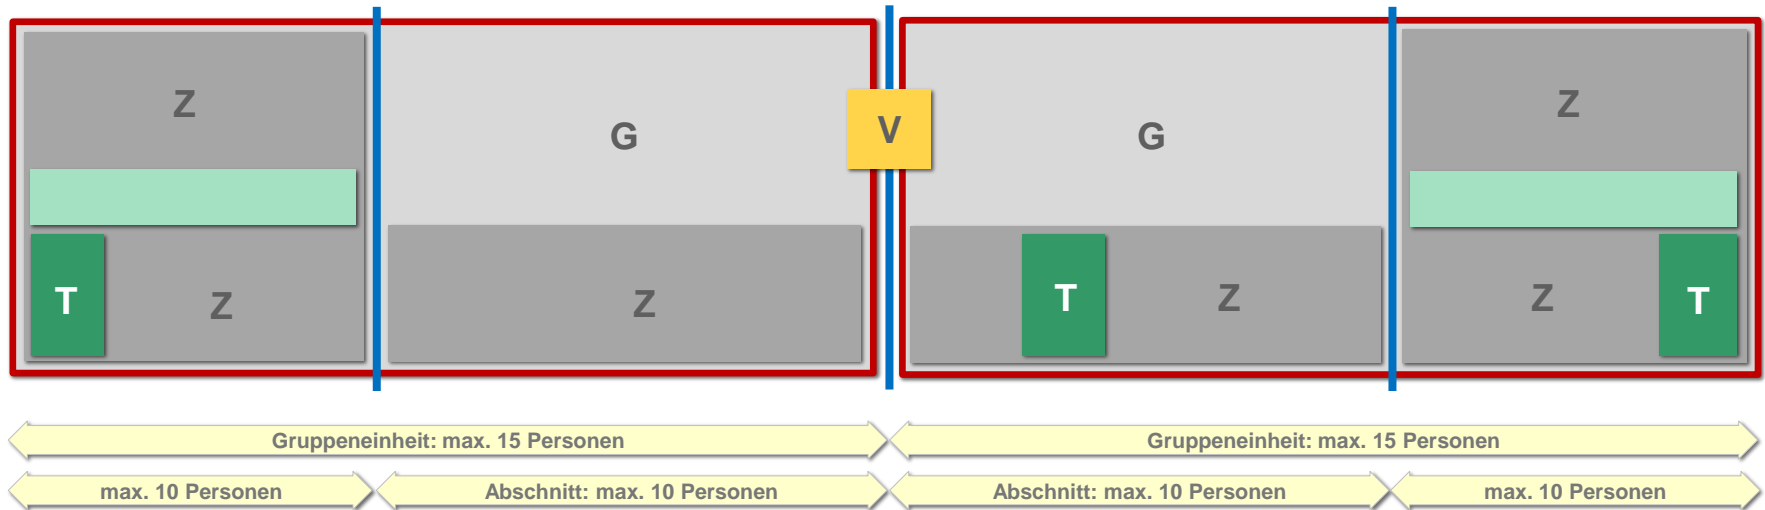 Z
G
V
G
Z
T
Z
Z
T
Z
Z
T
Gruppeneinheit: max. 15 Personen
Gruppeneinheit: max. 15 Personen
max. 10 Personen
Abschnitt: max. 10 Personen
Abschnitt: max. 10 Personen
max. 10 Personen